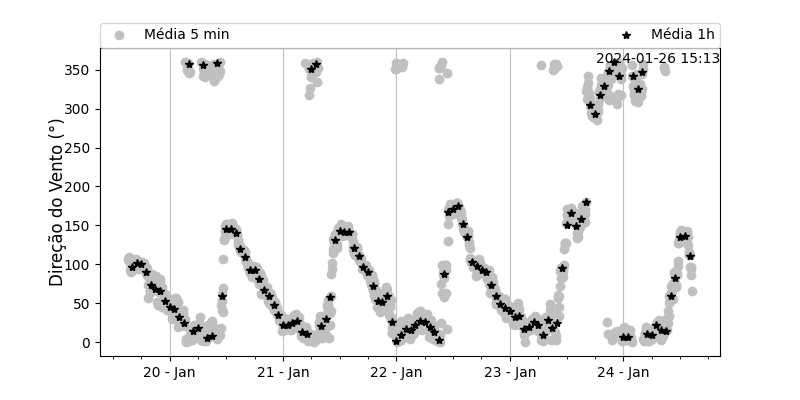 Média 5 min
Média 1h
2024-01-26 15:13
Direção do Vento (°)
350
300
250
200
150
100
50
0
20 - Jan
21 - Jan
22 - Jan
23 - Jan
24 - Jan